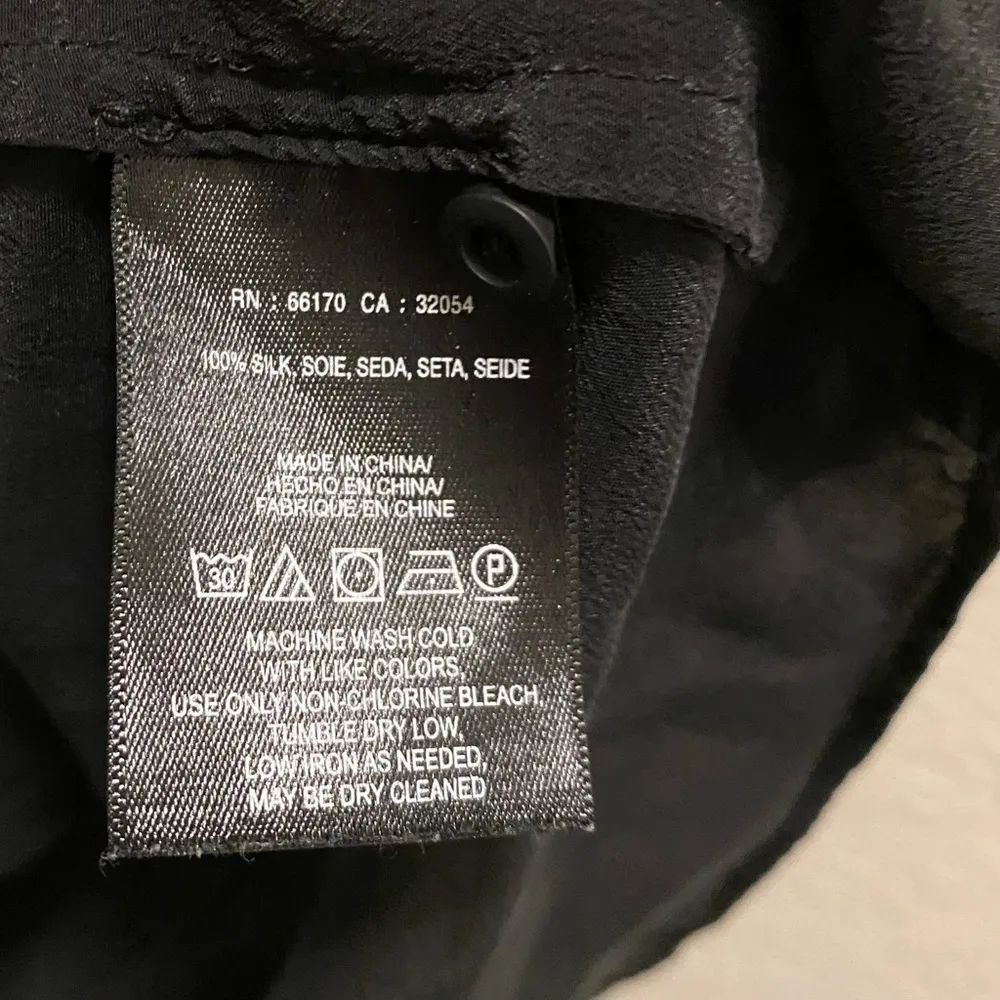 RN : 66170 CA : 32054
100% SILK, SOIE, SEDA, SETA, SEIDE
MADE IN CHINA/
HECHO EN CHINA/
FABRIQUE EN CHINE
30 P
MACHINE WASH COLD
WITH LIKE COLORS,
USE ONLY NON-CHLORINE BLEACH,
TUMBLE DRY LOW,
LOW IRON AS NEEDED,
MAY BE DRY CLEANED